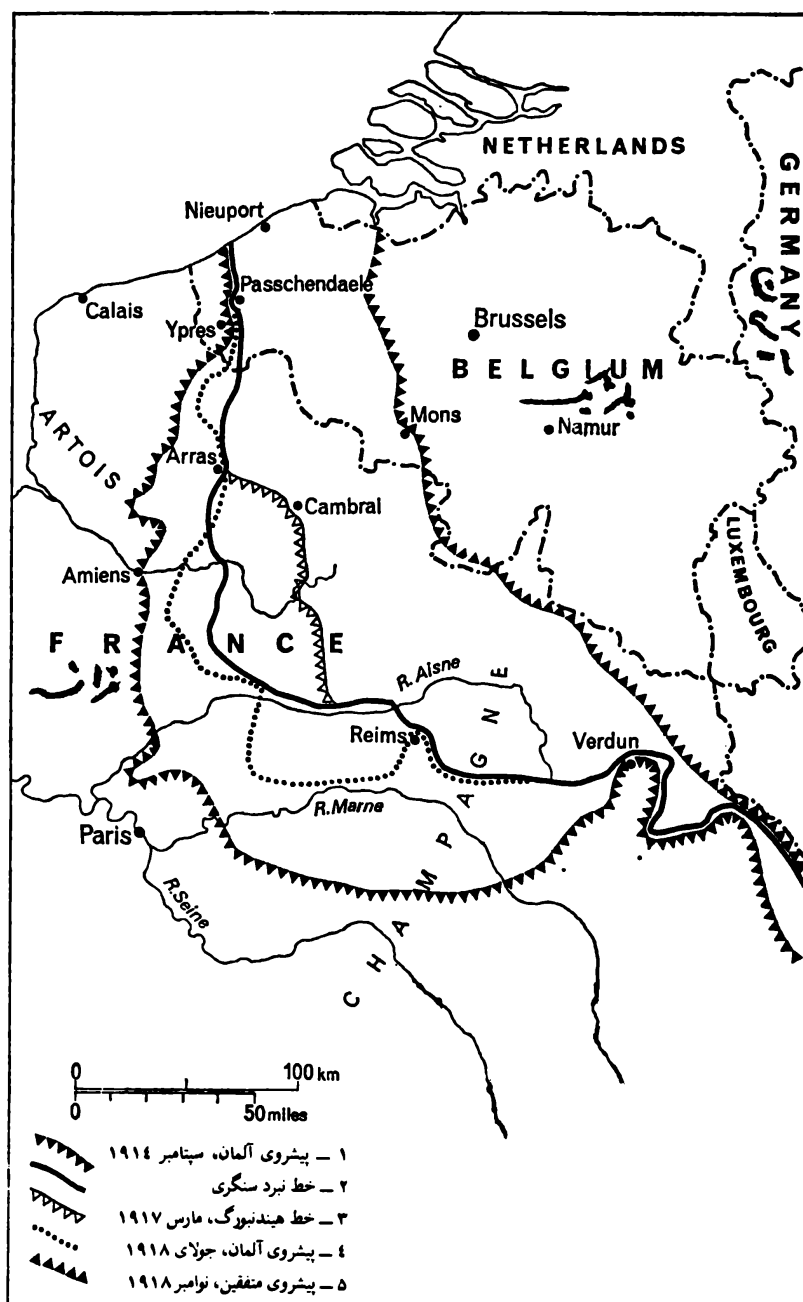 NETHERLANDS
GERMANY
آلمان
Nieuport
Passchendaele
Calais
Ypres
Brussels
BELGIUM
بلژیک
Mons
Namur
ARTOIS
Arras
Cambrai
LUXEMBOURG
Amiens
FRANCE
فرانسه
R.Aisne
Reims
Verdun
CHAMPAGNE
R.Marne
Paris
R.Seine
0 100 km
0 50 miles
١ ــ پیشروی آلمان، سپتامبر ١٩١٤
٢ ــ خط نبرد سنگری
٣ ــ خط هیندنبورگ، مارس ١٩١٧
٤ ــ پیشروی آلمان، جولای ١٩١٨
٥ ــ پیشروی متفقین، نوامبر ١٩١٨